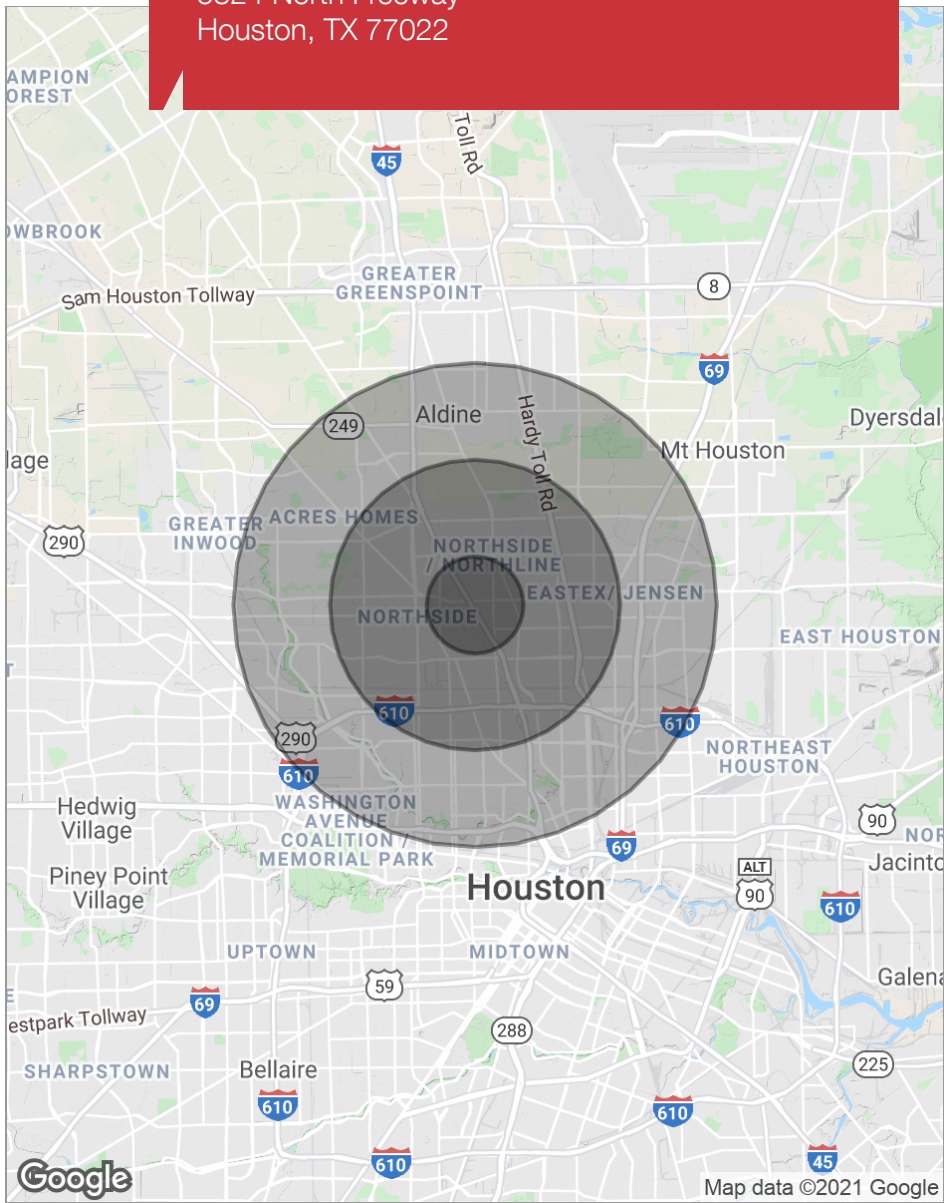 Houston, TX 77022
AMPION
OREST
Toll Rd
45
OWBROOK
GREATER
GREENSPOINT
Sam Houston Tollway
8
69
Aldine
Hardy Toll Rd
249
Dyersdal
Mt Houston
lage
GREATER
INWOOD
ACRES HOMES
290
NORTHSIDE
/ NORTHLINE
EASTEX/ JENSEN
NORTHSIDE
EAST HOUSTON
T
610
610
290
610
NORTHEAST
HOUSTON
WASHINGTON
AVENUE
COALITION /
MEMORIAL PARK
Hedwig
Village
90
NOR
69
Jacinto
Piney Point
Village
ALT
90
Houston
610
UPTOWN
MIDTOWN
59
Galena
E
69
estpark Tollway
288
225
SHARPSTOWN
Bellaire
610
610
45
610
Google
Map data ©2021 Google